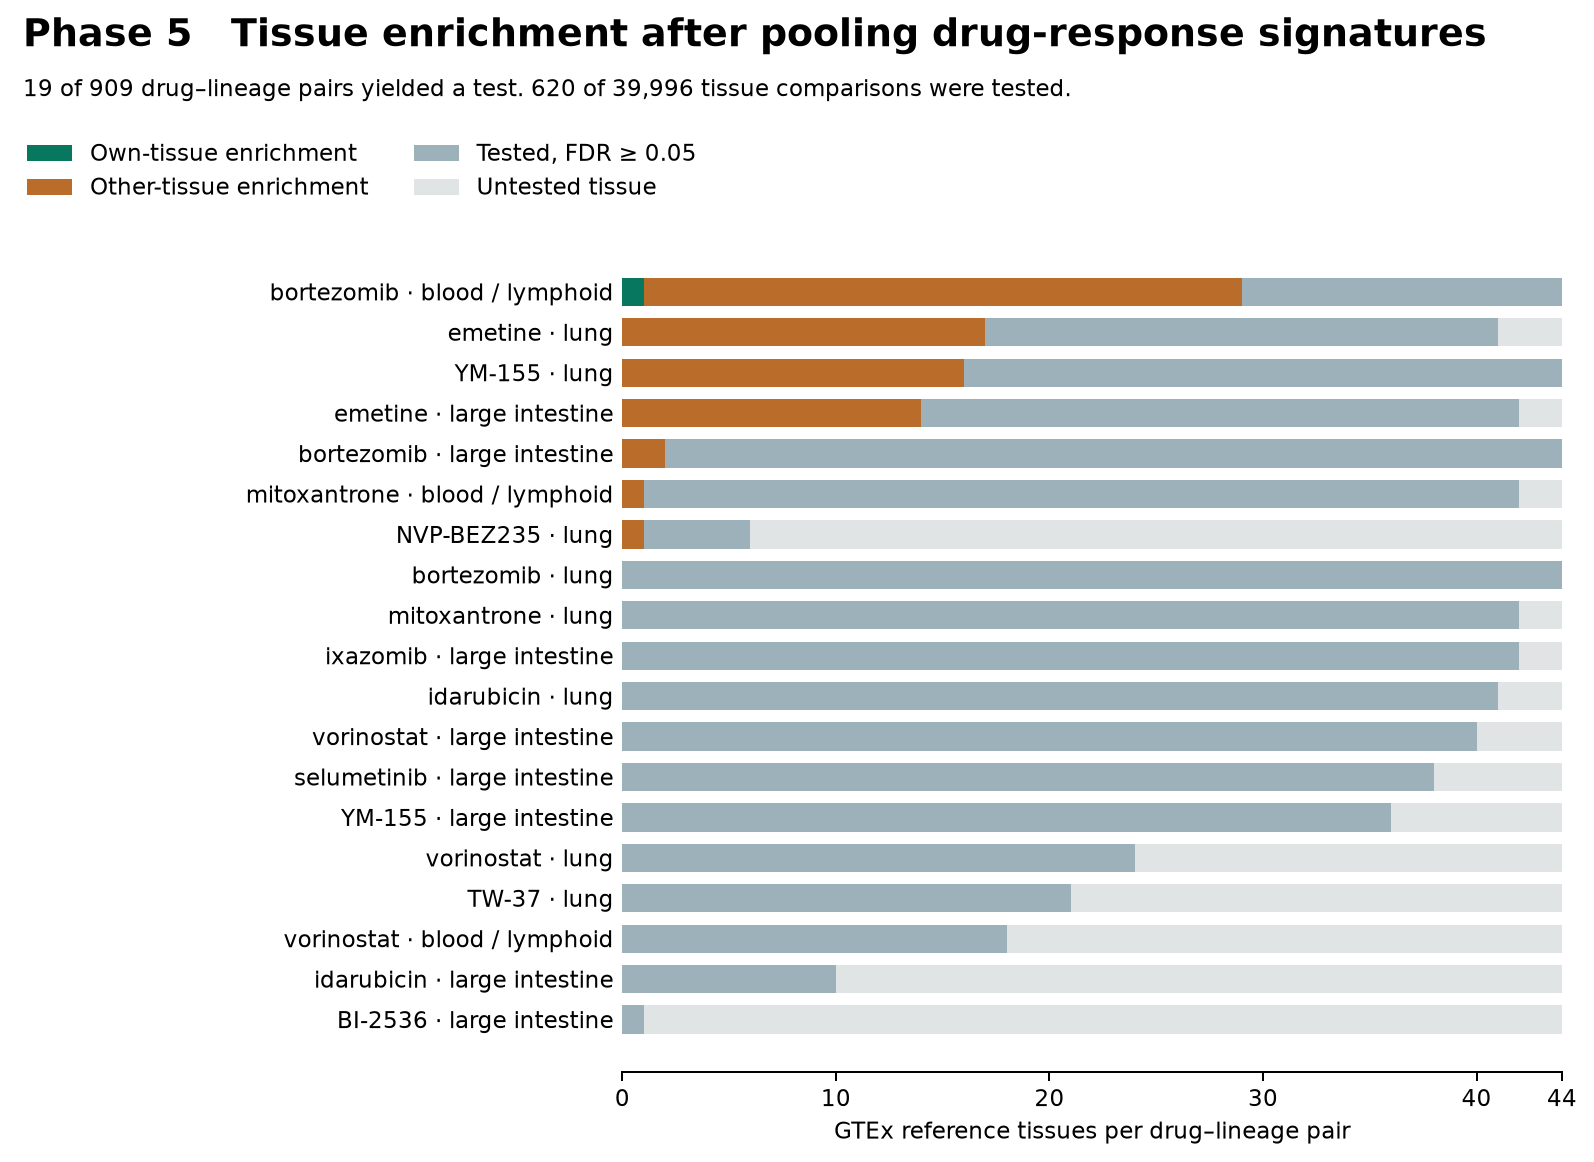 Phase 5   Tissue enrichment after pooling drug-response signatures
19 of 909 drug–lineage pairs yielded a test. 620 of 39,996 tissue comparisons were tested.
Own-tissue enrichment
Other-tissue enrichment
Tested, FDR ≥ 0.05
Untested tissue
bortezomib · blood / lymphoid
emetine · lung
YM-155 · lung
emetine · large intestine
bortezomib · large intestine
mitoxantrone · blood / lymphoid
NVP-BEZ235 · lung
bortezomib · lung
mitoxantrone · lung
ixazomib · large intestine
idarubicin · lung
vorinostat · large intestine
selumetinib · large intestine
YM-155 · large intestine
vorinostat · lung
TW-37 · lung
vorinostat · blood / lymphoid
idarubicin · large intestine
BI-2536 · large intestine
0 10 20 30 40 44
GTEx reference tissues per drug–lineage pair